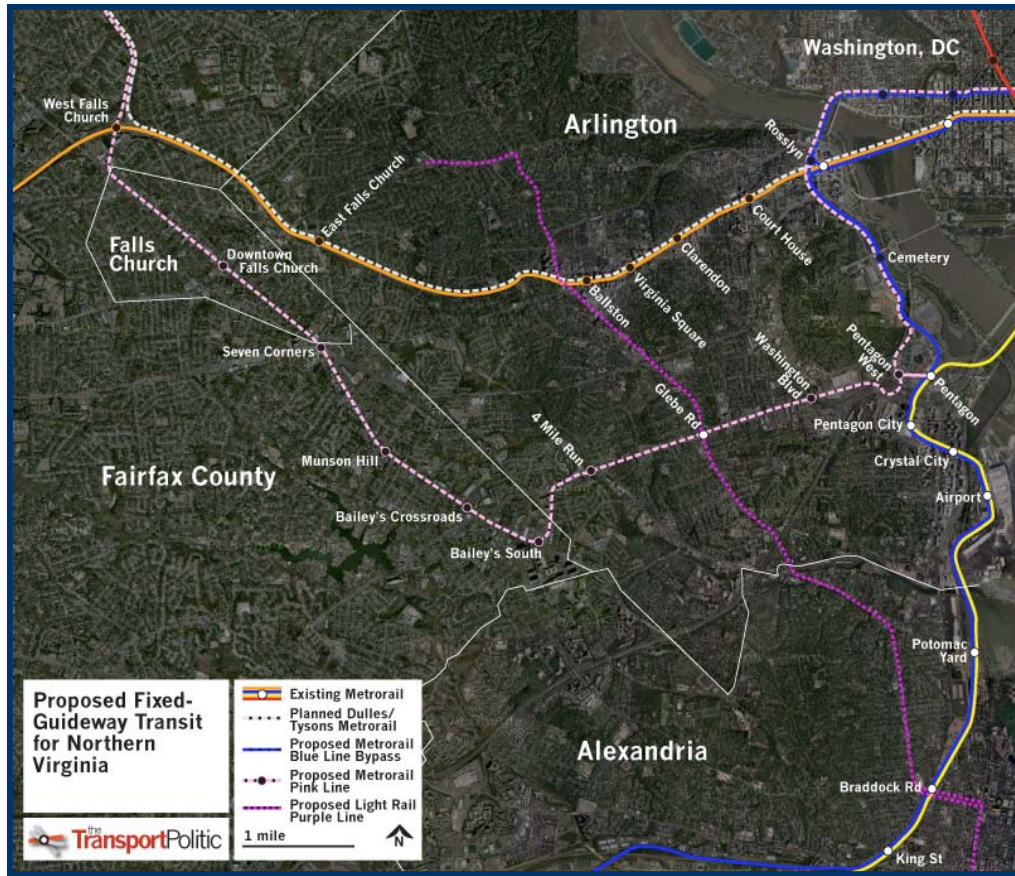 Washington, DC
West Falls
Church
Arlington
Rosslyn
East Falls Church
Court House
Clarendon
Falls
Church
Downtown
Falls Church
Virginia Square
Cemetery
Ballston
Seven Corners
Washington
Blvd
Pentagon
West
Pentagon
Glebe Rd
Pentagon City
4 Mile Run
Munson Hill
Crystal City
Fairfax County
Airport
Bailey's Crossroads
Bailey's South
Potomac
Yard
Alexandria
Braddock Rd
King St
Proposed Fixed-
Guideway Transit
for Northern
Virginia
the
TransportPolitic
Existing Metrorail
Planned Dulles/
Tysons Metrorail
Proposed Metrorail
Blue Line Bypass
Proposed Metrorail
Pink Line
Proposed Light Rail
Purple Line
1 mile
N